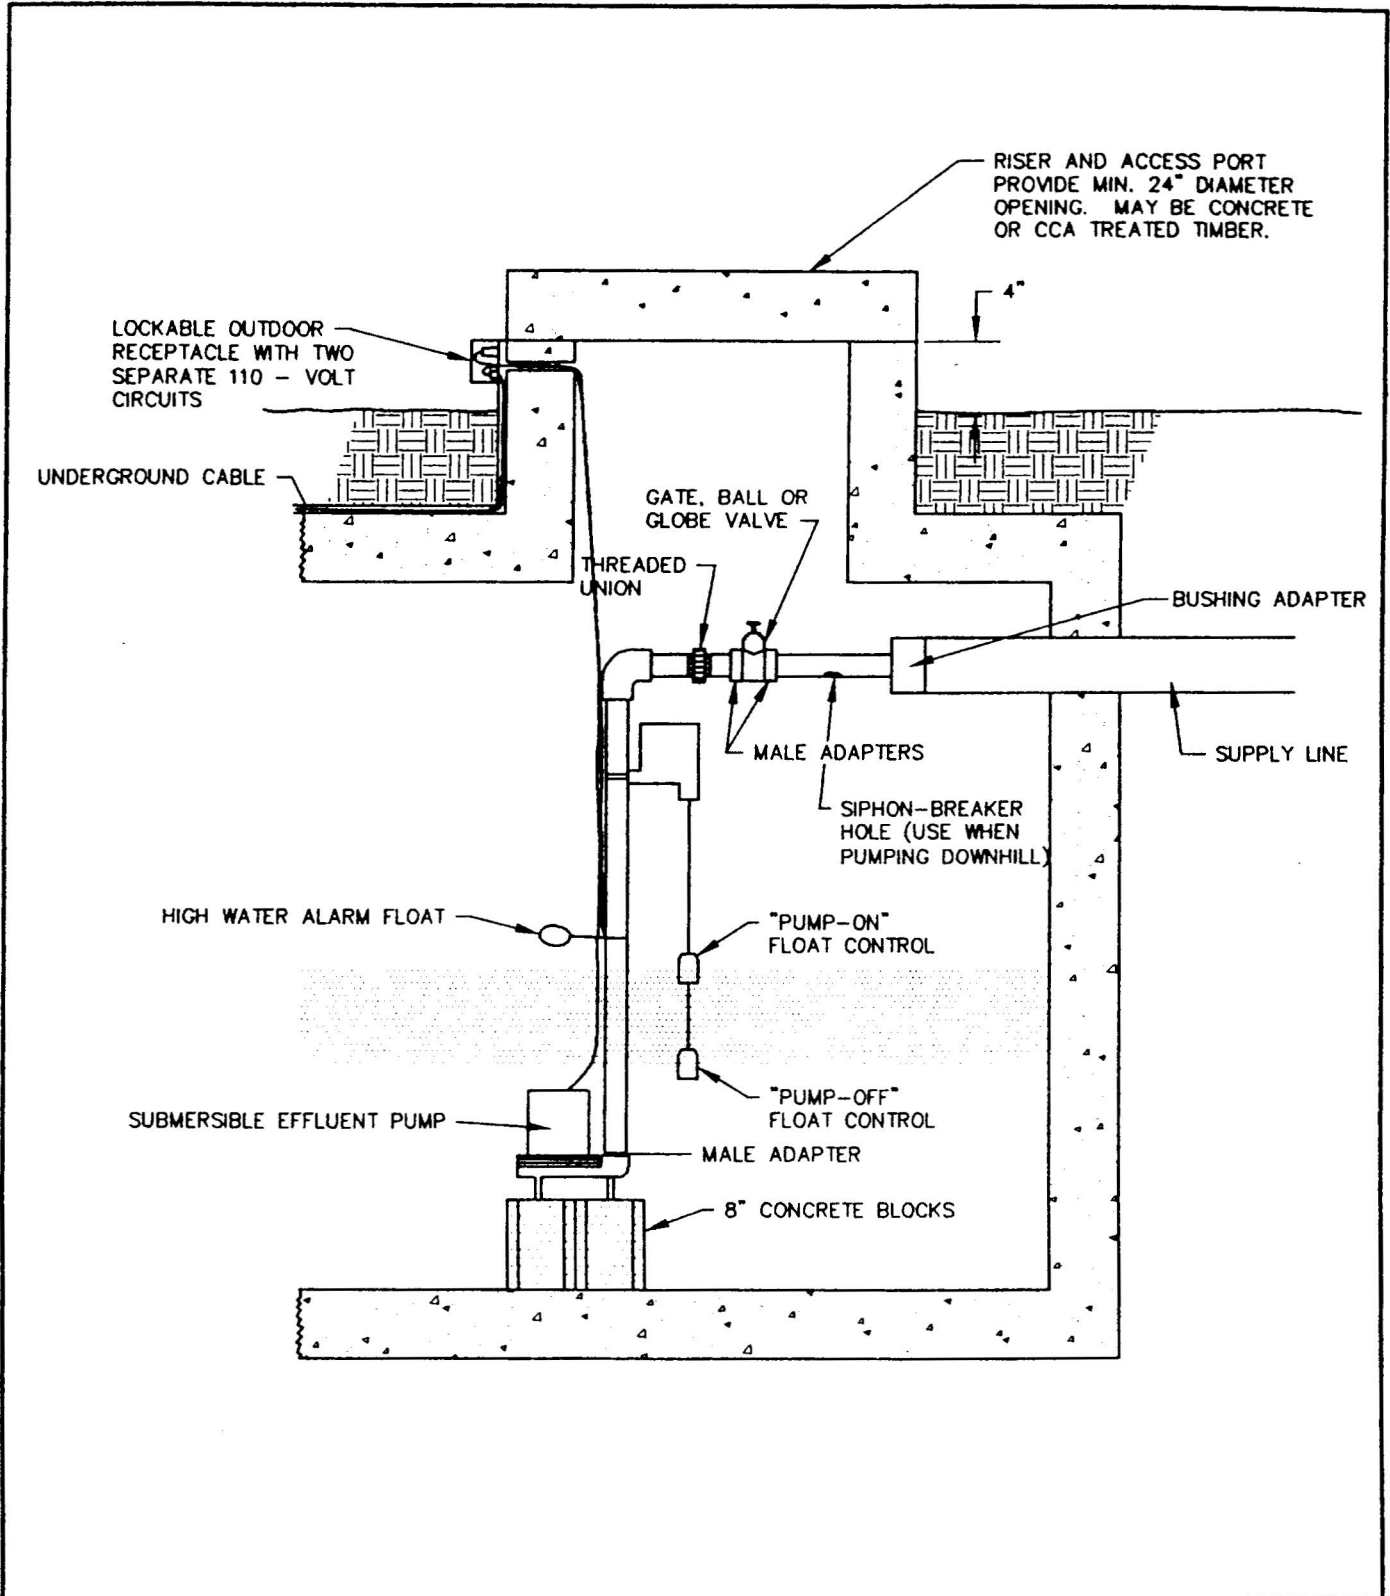 RISER AND ACCESS PORT
PROVIDE MIN. 24" DIAMETER
OPENING. MAY BE CONCRETE
OR CCA TREATED TIMBER.
4"
LOCKABLE OUTDOOR
RECEPTACLE WITH TWO
SEPARATE 110 - VOLT
CIRCUITS
UNDERGROUND CABLE
GATE, BALL OR
GLOBE VALVE
THREADED
UNION
BUSHING ADAPTER
MALE ADAPTERS
SUPPLY LINE
SIPHON-BREAKER
HOLE (USE WHEN
PUMPING DOWNHILL)
HIGH WATER ALARM FLOAT
"PUMP-ON"
FLOAT CONTROL
"PUMP-OFF"
FLOAT CONTROL
SUBMERSIBLE EFFLUENT PUMP
MALE ADAPTER
8" CONCRETE BLOCKS